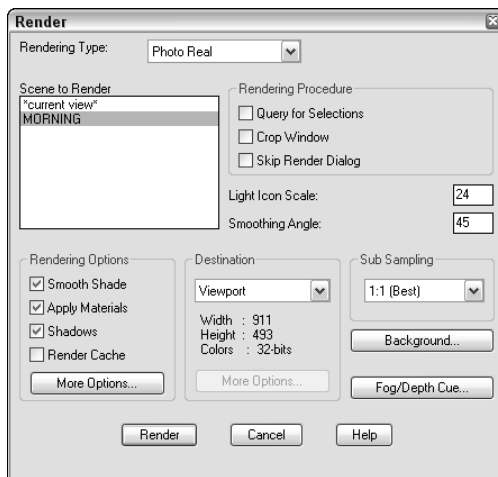 Render
Rendering Type: Photo Real
Scene to Render
*current view*
MORNING
Rendering Procedure
Query for Selections
Crop Window
Skip Render Dialog
Light Icon Scale: 24
Smoothing Angle: 45
Rendering Options
Smooth Shade
Apply Materials
Shadows
Render Cache
More Options...
Destination
Viewport
Width : 911
Height : 493
Colors : 32-bits
More Options...
Sub Sampling
1:1 (Best)
Background...
Fog/Depth Cue...
Render Cancel Help